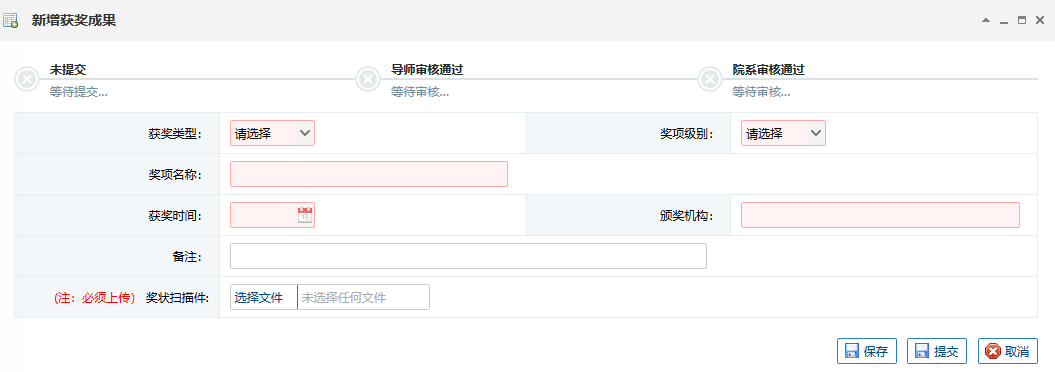 新增获奖成果
未提交 导师审核通过 院系审核通过
等待提交... 等待审核... 等待审核...
获奖类型: 请选择 奖项级别: 请选择
奖项名称:
获奖时间: 颁奖机构:
备注:
(注：必须上传) 奖状扫描件: 选择文件 未选择任何文件
保存 提交 取消